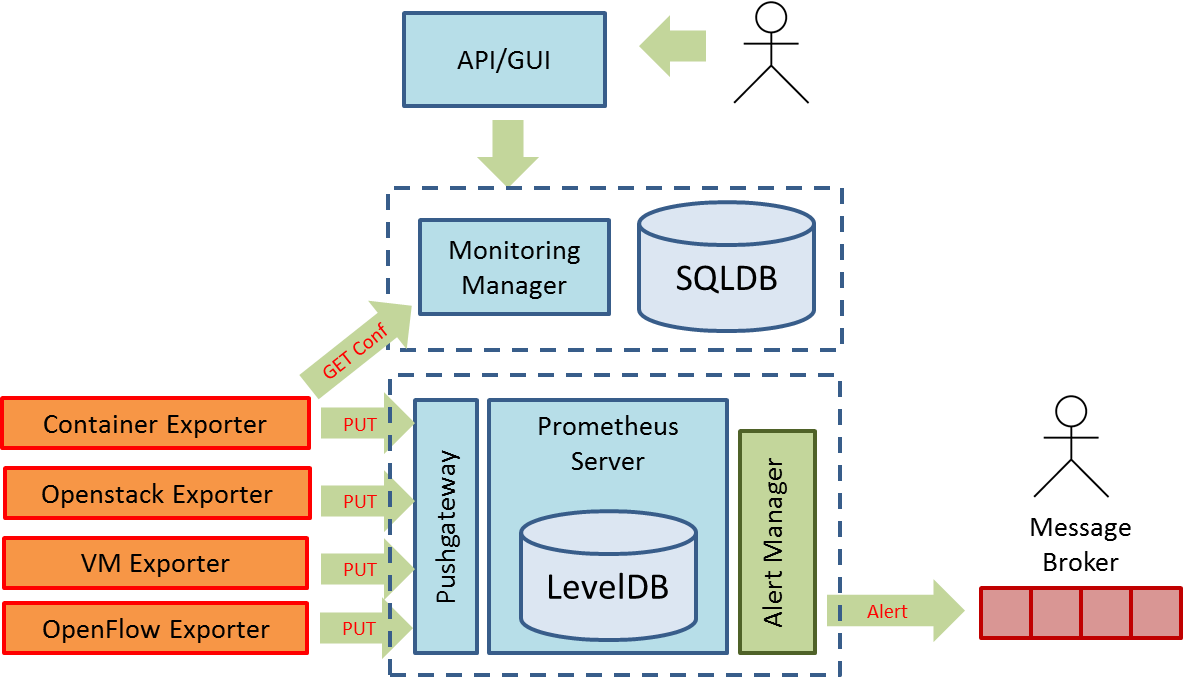 API/GUI
Monitoring
Manager
SQLDB
GET Conf
Container Exporter
PUT
Openstack Exporter
PUT
VM Exporter
PUT
OpenFlow Exporter
PUT
Pushgateway
Prometheus
Server
LevelDB
Alert Manager
Alert
Message
Broker